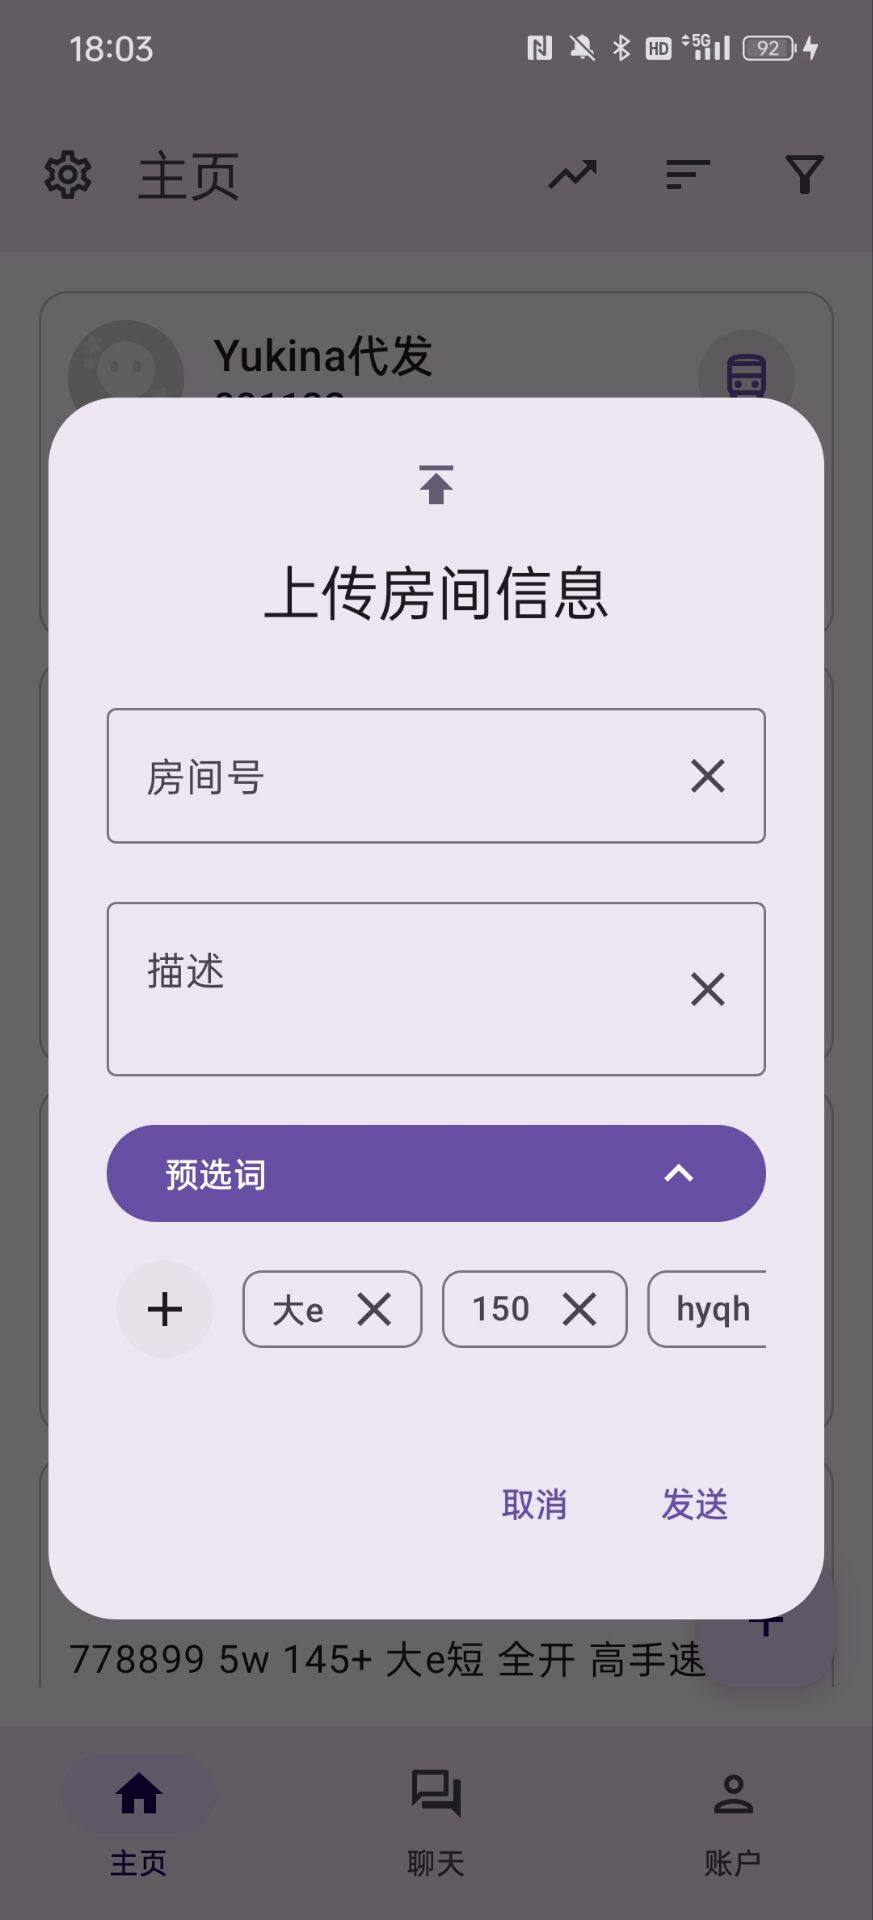 18:03
HD 5G 92
主页
Yukina代发
上传房间信息
房间号
描述
预选词
大e 150 hyqh
取消 发送
778899 5w 145+ 大e短 全开 高手速
主页 聊天 账户